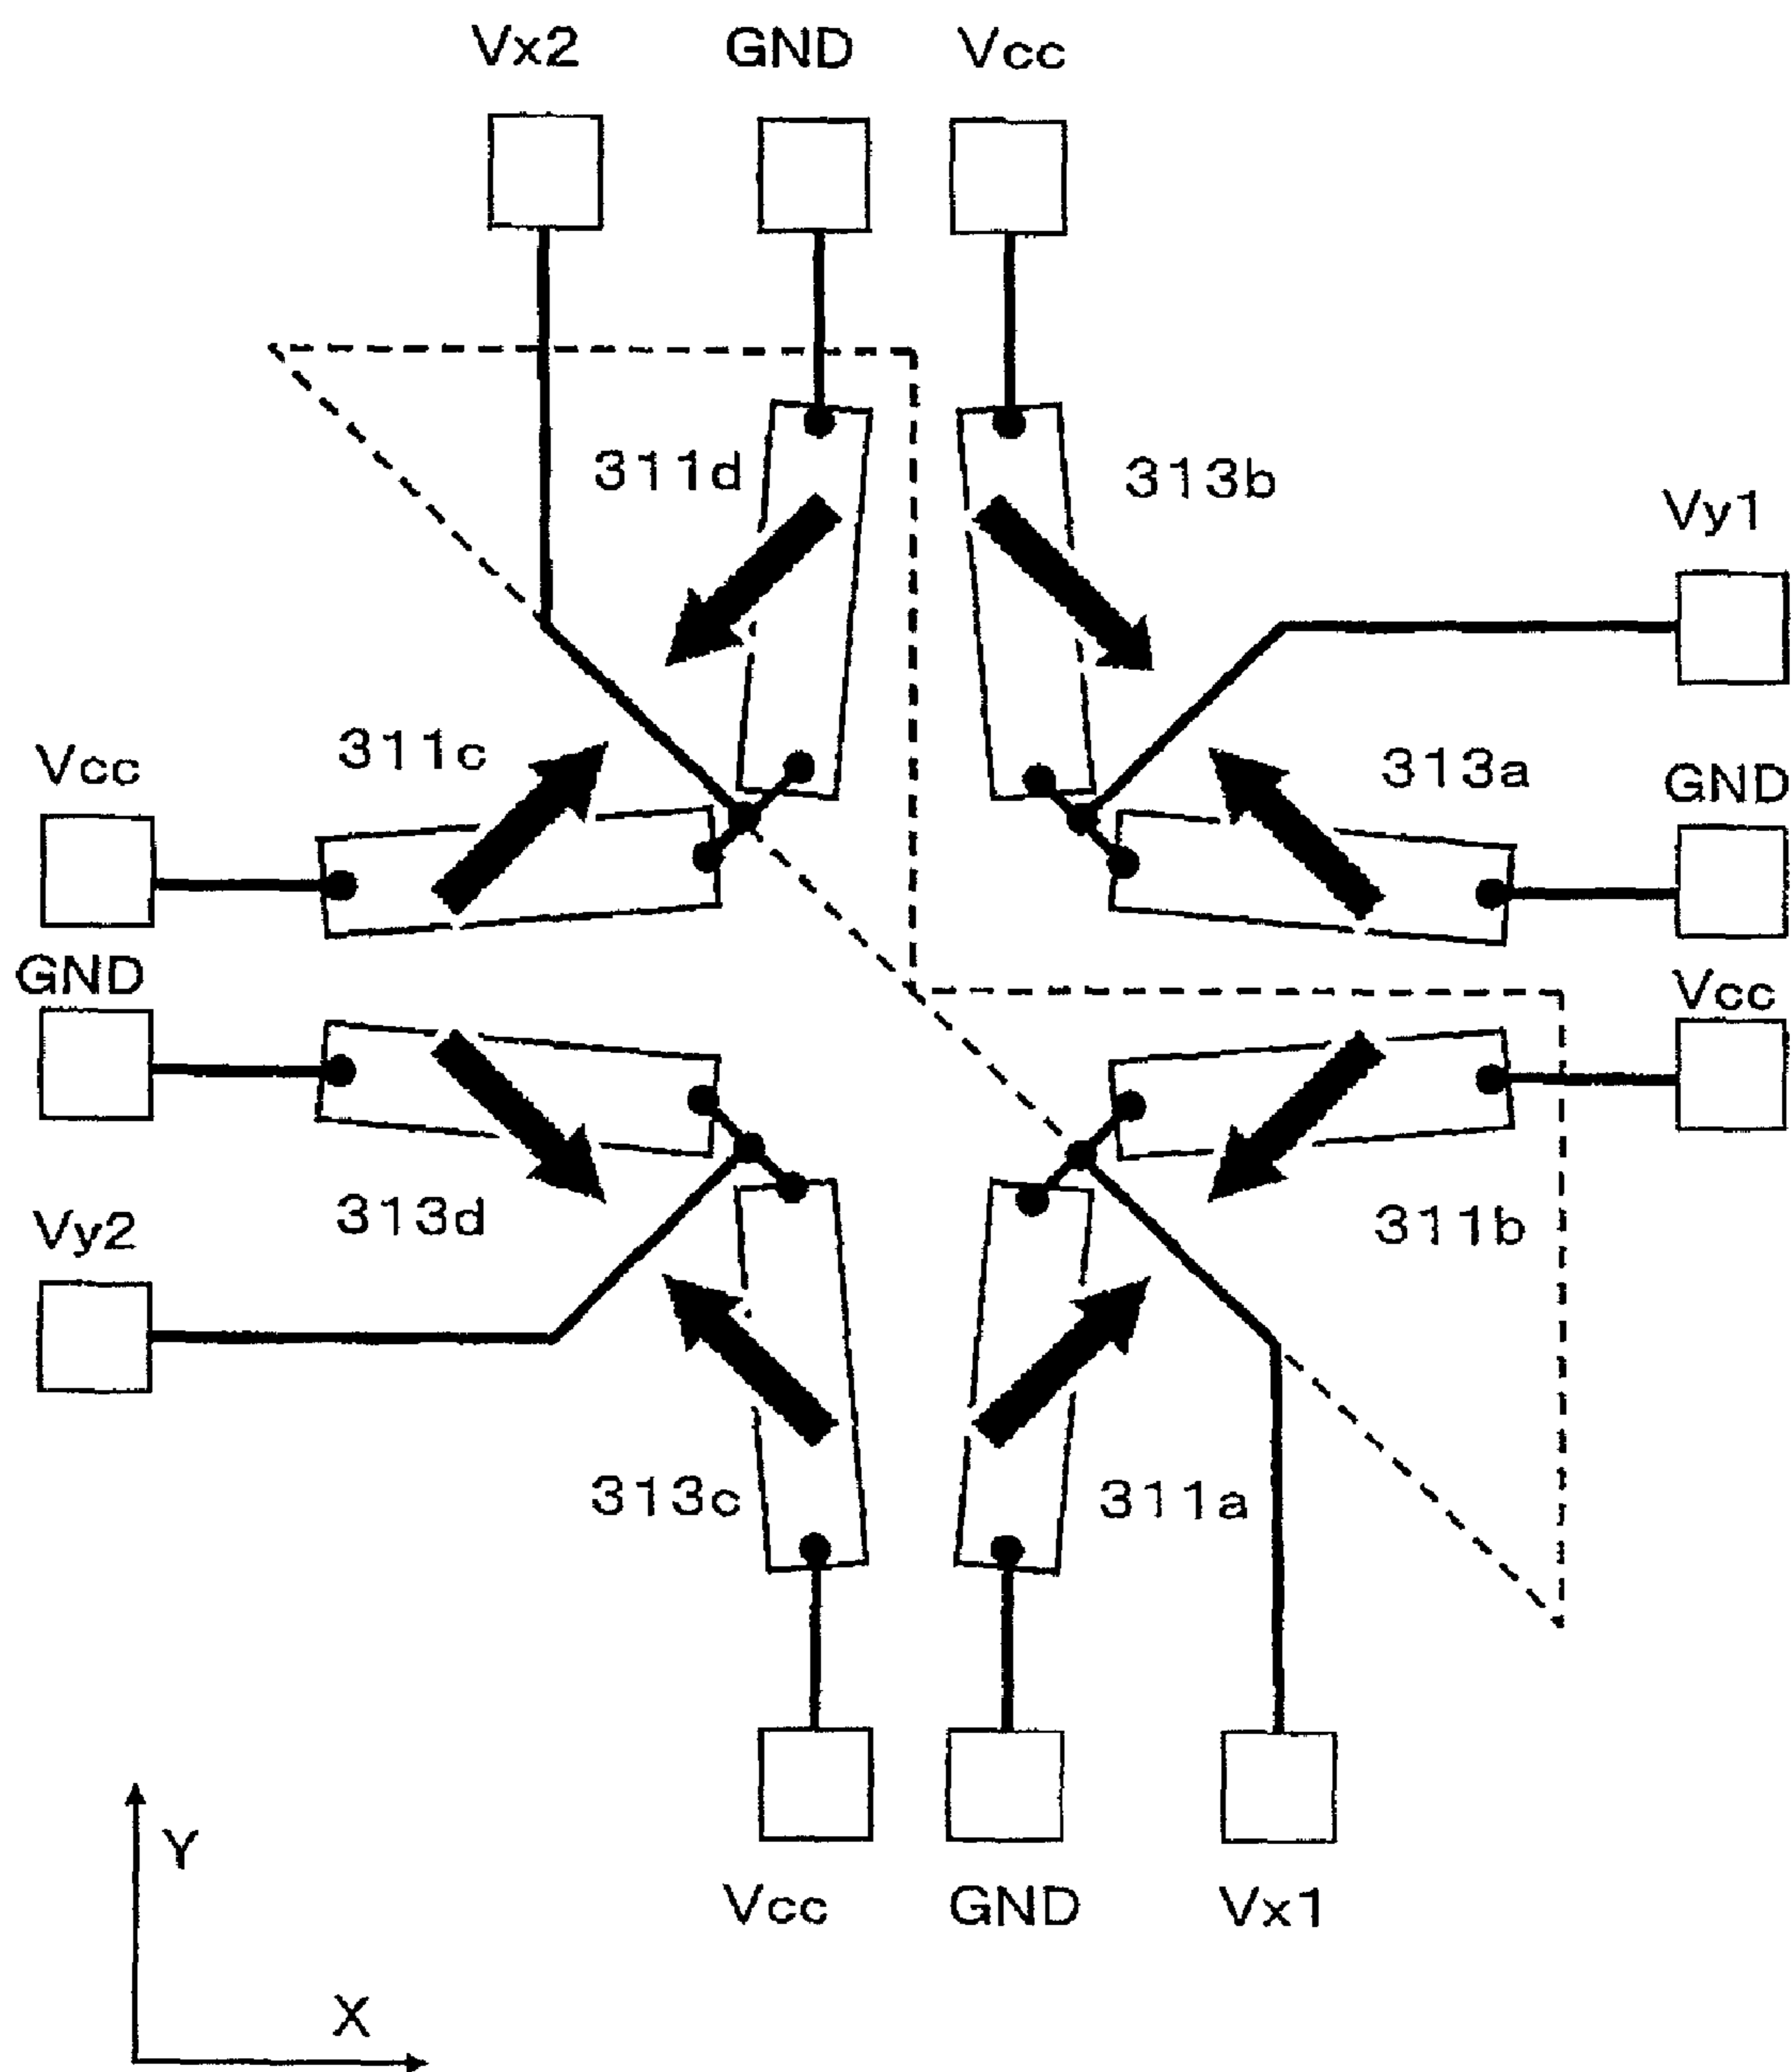 Vx2 GND Vcc
311d 313b
Vy1
311c 313a
Vcc GND
GND Vcc
313d 311b
Vy2
313c 311a
Vcc GND Vx1
Y
X